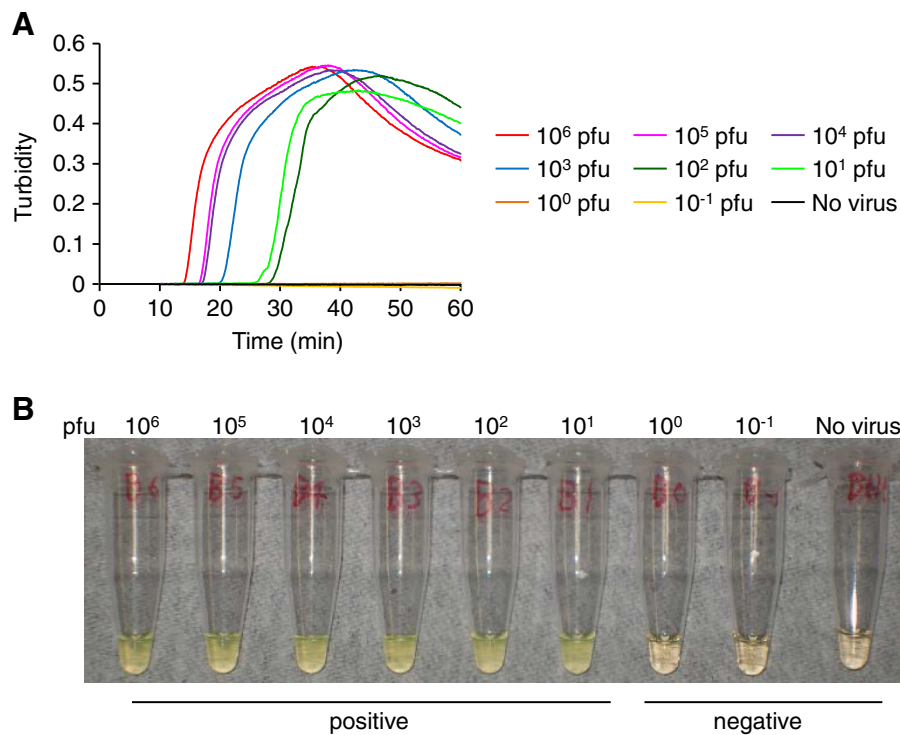 A
0.6
0.5
0.4
0.3
0.2
0.1
0
Turbidity
0 10 20 30 40 50 60
Time (min)
10⁶ pfu 10⁵ pfu 10⁴ pfu
10³ pfu 10² pfu 10¹ pfu
10⁰ pfu 10⁻¹ pfu No virus
B
pfu 10⁶ 10⁵ 10⁴ 10³ 10² 10¹ 10⁰ 10⁻¹ No virus
B6 B5 B4 B3 B2 B1 B0
positive negative